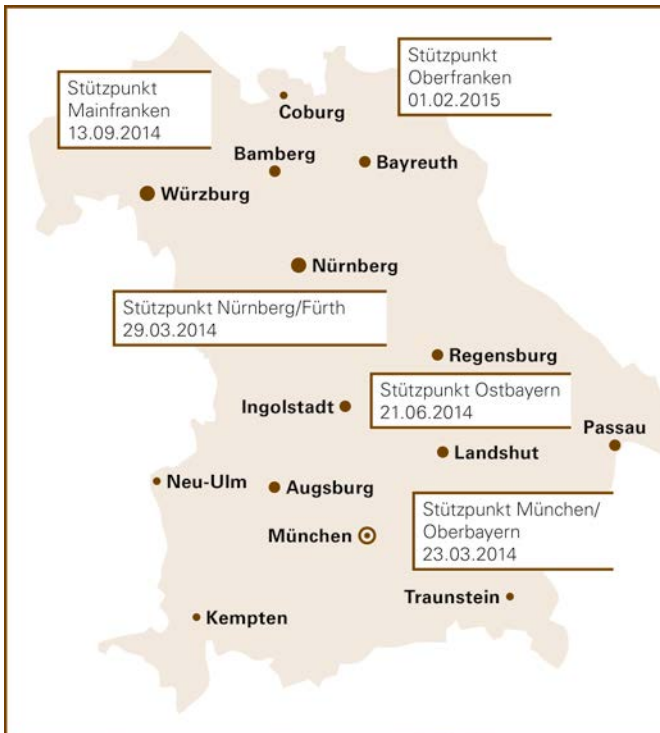 Stützpunkt
Oberfranken
01.02.2015
Stützpunkt
Mainfranken
13.09.2014
Coburg
Bamberg
Bayreuth
Würzburg
Nürnberg
Stützpunkt Nürnberg/Fürth
29.03.2014
Regensburg
Stützpunkt Ostbayern
21.06.2014
Ingolstadt
Passau
Landshut
Neu-Ulm
Augsburg
Stützpunkt München/
Oberbayern
23.03.2014
München
Traunstein
Kempten